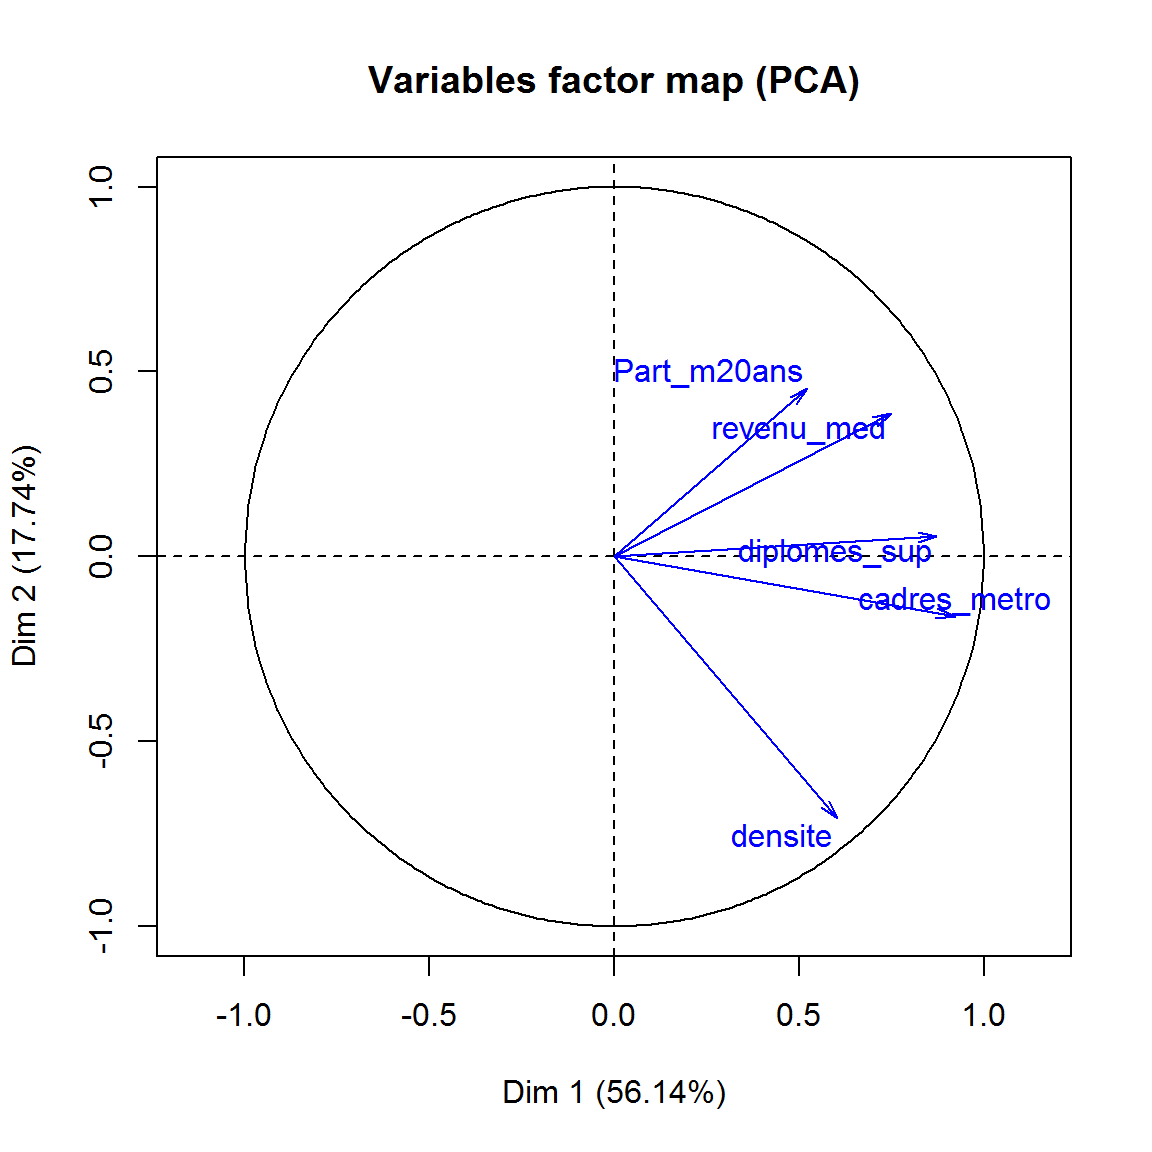 Variables factor map (PCA)
1.0
0.5
0.0
-0.5
-1.0
Dim 2 (17.74%)
Part_m20ans
revenu_med
diplomes_sup
cadres_metro
densite
-1.0
-0.5
0.0
0.5
1.0
Dim 1 (56.14%)